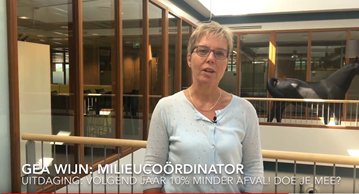 GEA WIJN; MILIEUCOÖRDINATOR
UITDAGING: VOLGEND JAAR 10% MINDER AFVAL! DOE JE MEE?